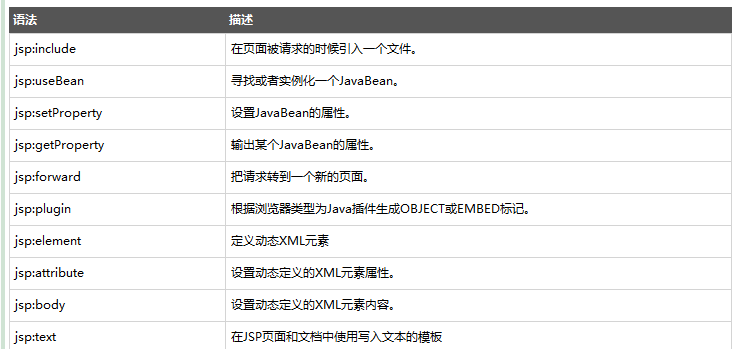 语法 描述
jsp:include 在页面被请求的时候引入一个文件。
jsp:useBean 寻找或者实例化一个JavaBean。
jsp:setProperty 设置JavaBean的属性。
jsp:getProperty 输出某个JavaBean的属性。
jsp:forward 把请求转到一个新的页面。
jsp:plugin 根据浏览器类型为Java插件生成OBJECT或EMBED标记。
jsp:element 定义动态XML元素
jsp:attribute 设置动态定义的XML元素属性。
jsp:body 设置动态定义的XML元素内容。
jsp:text 在JSP页面和文档中使用写入文本的模板